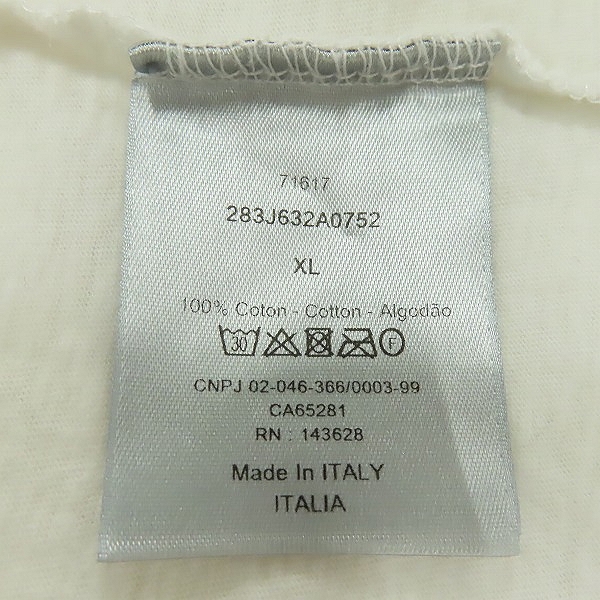 71617
283J632A0752
XL
100% Coton - Cotton - Algodão
30 F
CNPJ 02-046-366/0003-99
CA65281
RN : 143628
Made In ITALY
ITALIA